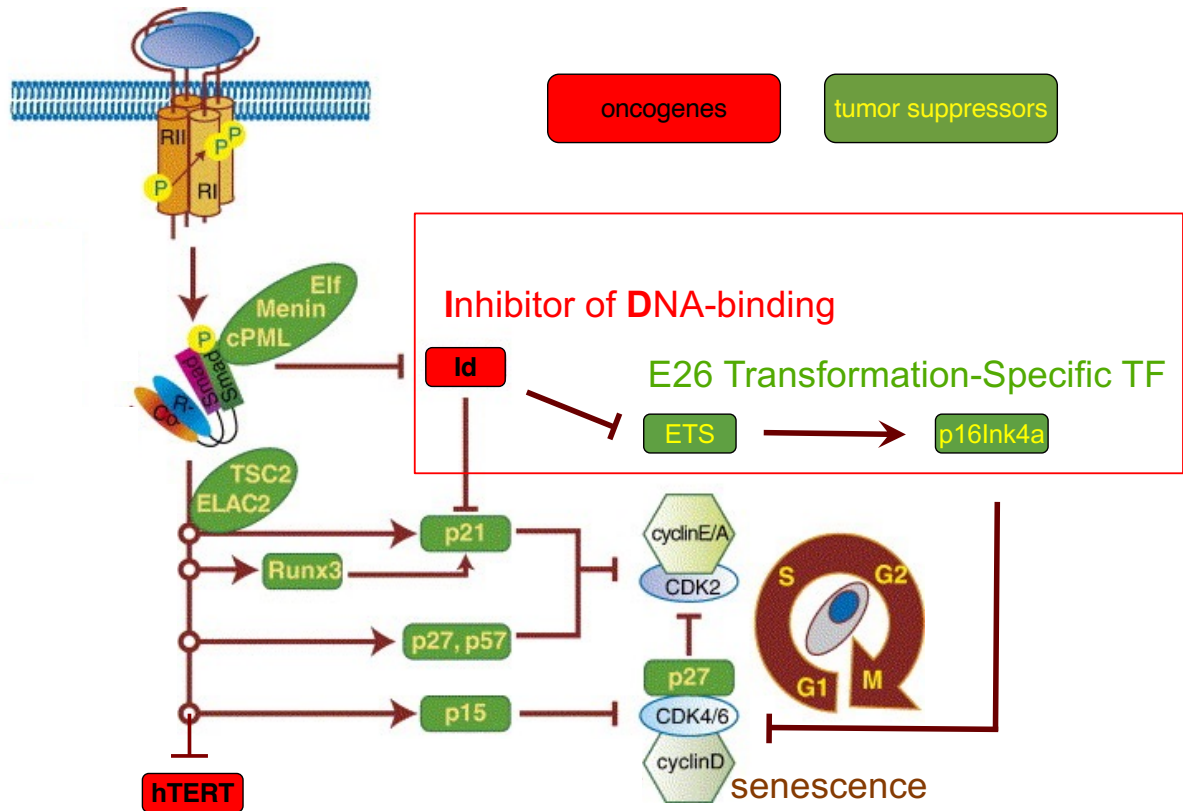 oncogenes
tumor suppressors
RII
P
P
P
RI
Elf
Menin
cPML
P
Smad
Smad
R-
Co-
Inhibitor of DNA-binding
Id
E26 Transformation-Specific TF
ETS
p16Ink4a
TSC2
ELAC2
p21
Runx3
p27, p57
p15
hTERT
cyclinE/A
CDK2
p27
CDK4/6
cyclinD
S
G2
G1
M
senescence